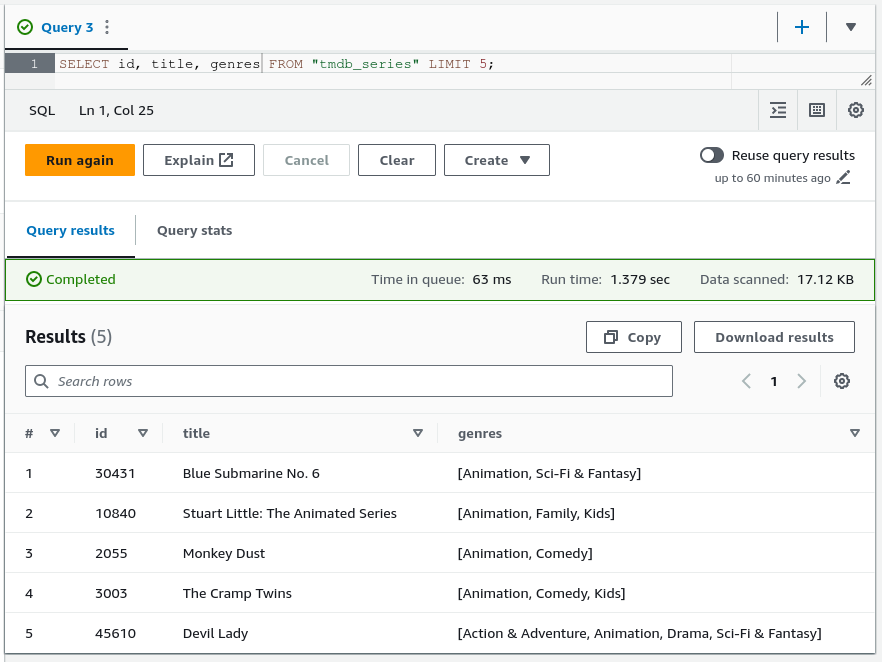 Query 3
1 SELECT id, title, genres FROM "tmdb_series" LIMIT 5;
SQL Ln 1, Col 25
Run again Explain Cancel Clear Create Reuse query results
up to 60 minutes ago
Query results Query stats
Completed Time in queue: 63 ms Run time: 1.379 sec Data scanned: 17.12 KB
Results (5) Copy Download results
Search rows 1
# id title genres
1 30431 Blue Submarine No. 6 [Animation, Sci-Fi & Fantasy]
2 10840 Stuart Little: The Animated Series [Animation, Family, Kids]
3 2055 Monkey Dust [Animation, Comedy]
4 3003 The Cramp Twins [Animation, Comedy, Kids]
5 45610 Devil Lady [Action & Adventure, Animation, Drama, Sci-Fi & Fantasy]